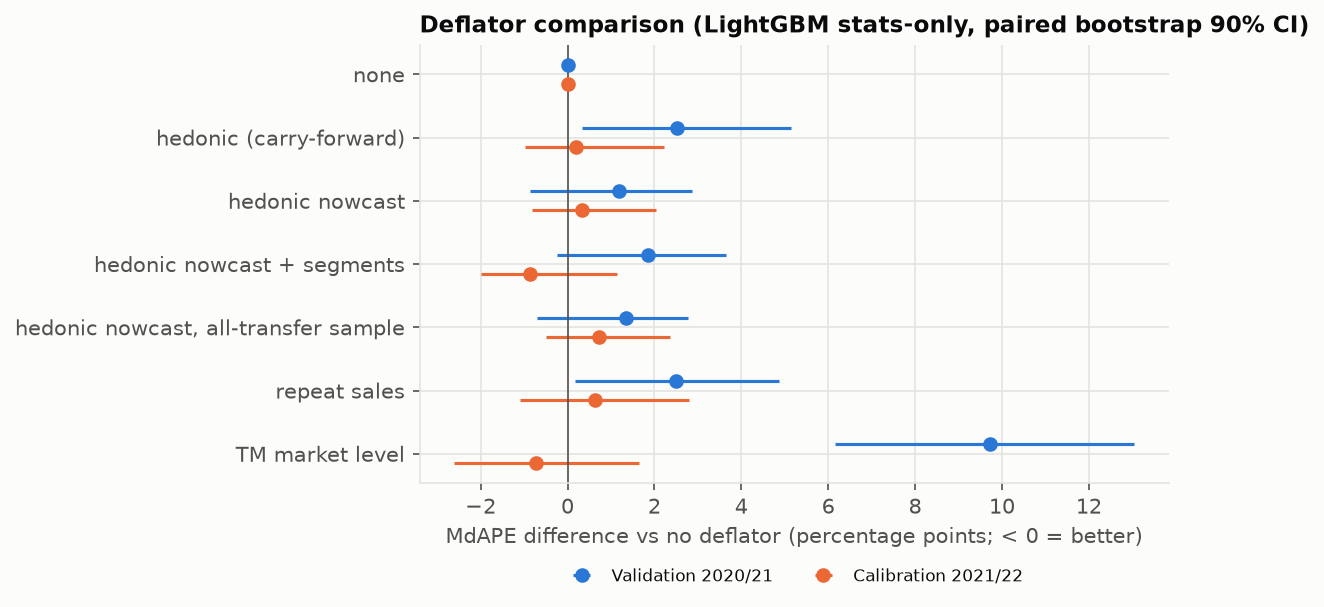 Deflator comparison (LightGBM stats-only, paired bootstrap 90% CI)
none
hedonic (carry-forward)
hedonic nowcast
hedonic nowcast + segments
hedonic nowcast, all-transfer sample
repeat sales
TM market level
−2 0 2 4 6 8 10 12
MdAPE difference vs no deflator (percentage points; < 0 = better)
Validation 2020/21 Calibration 2021/22